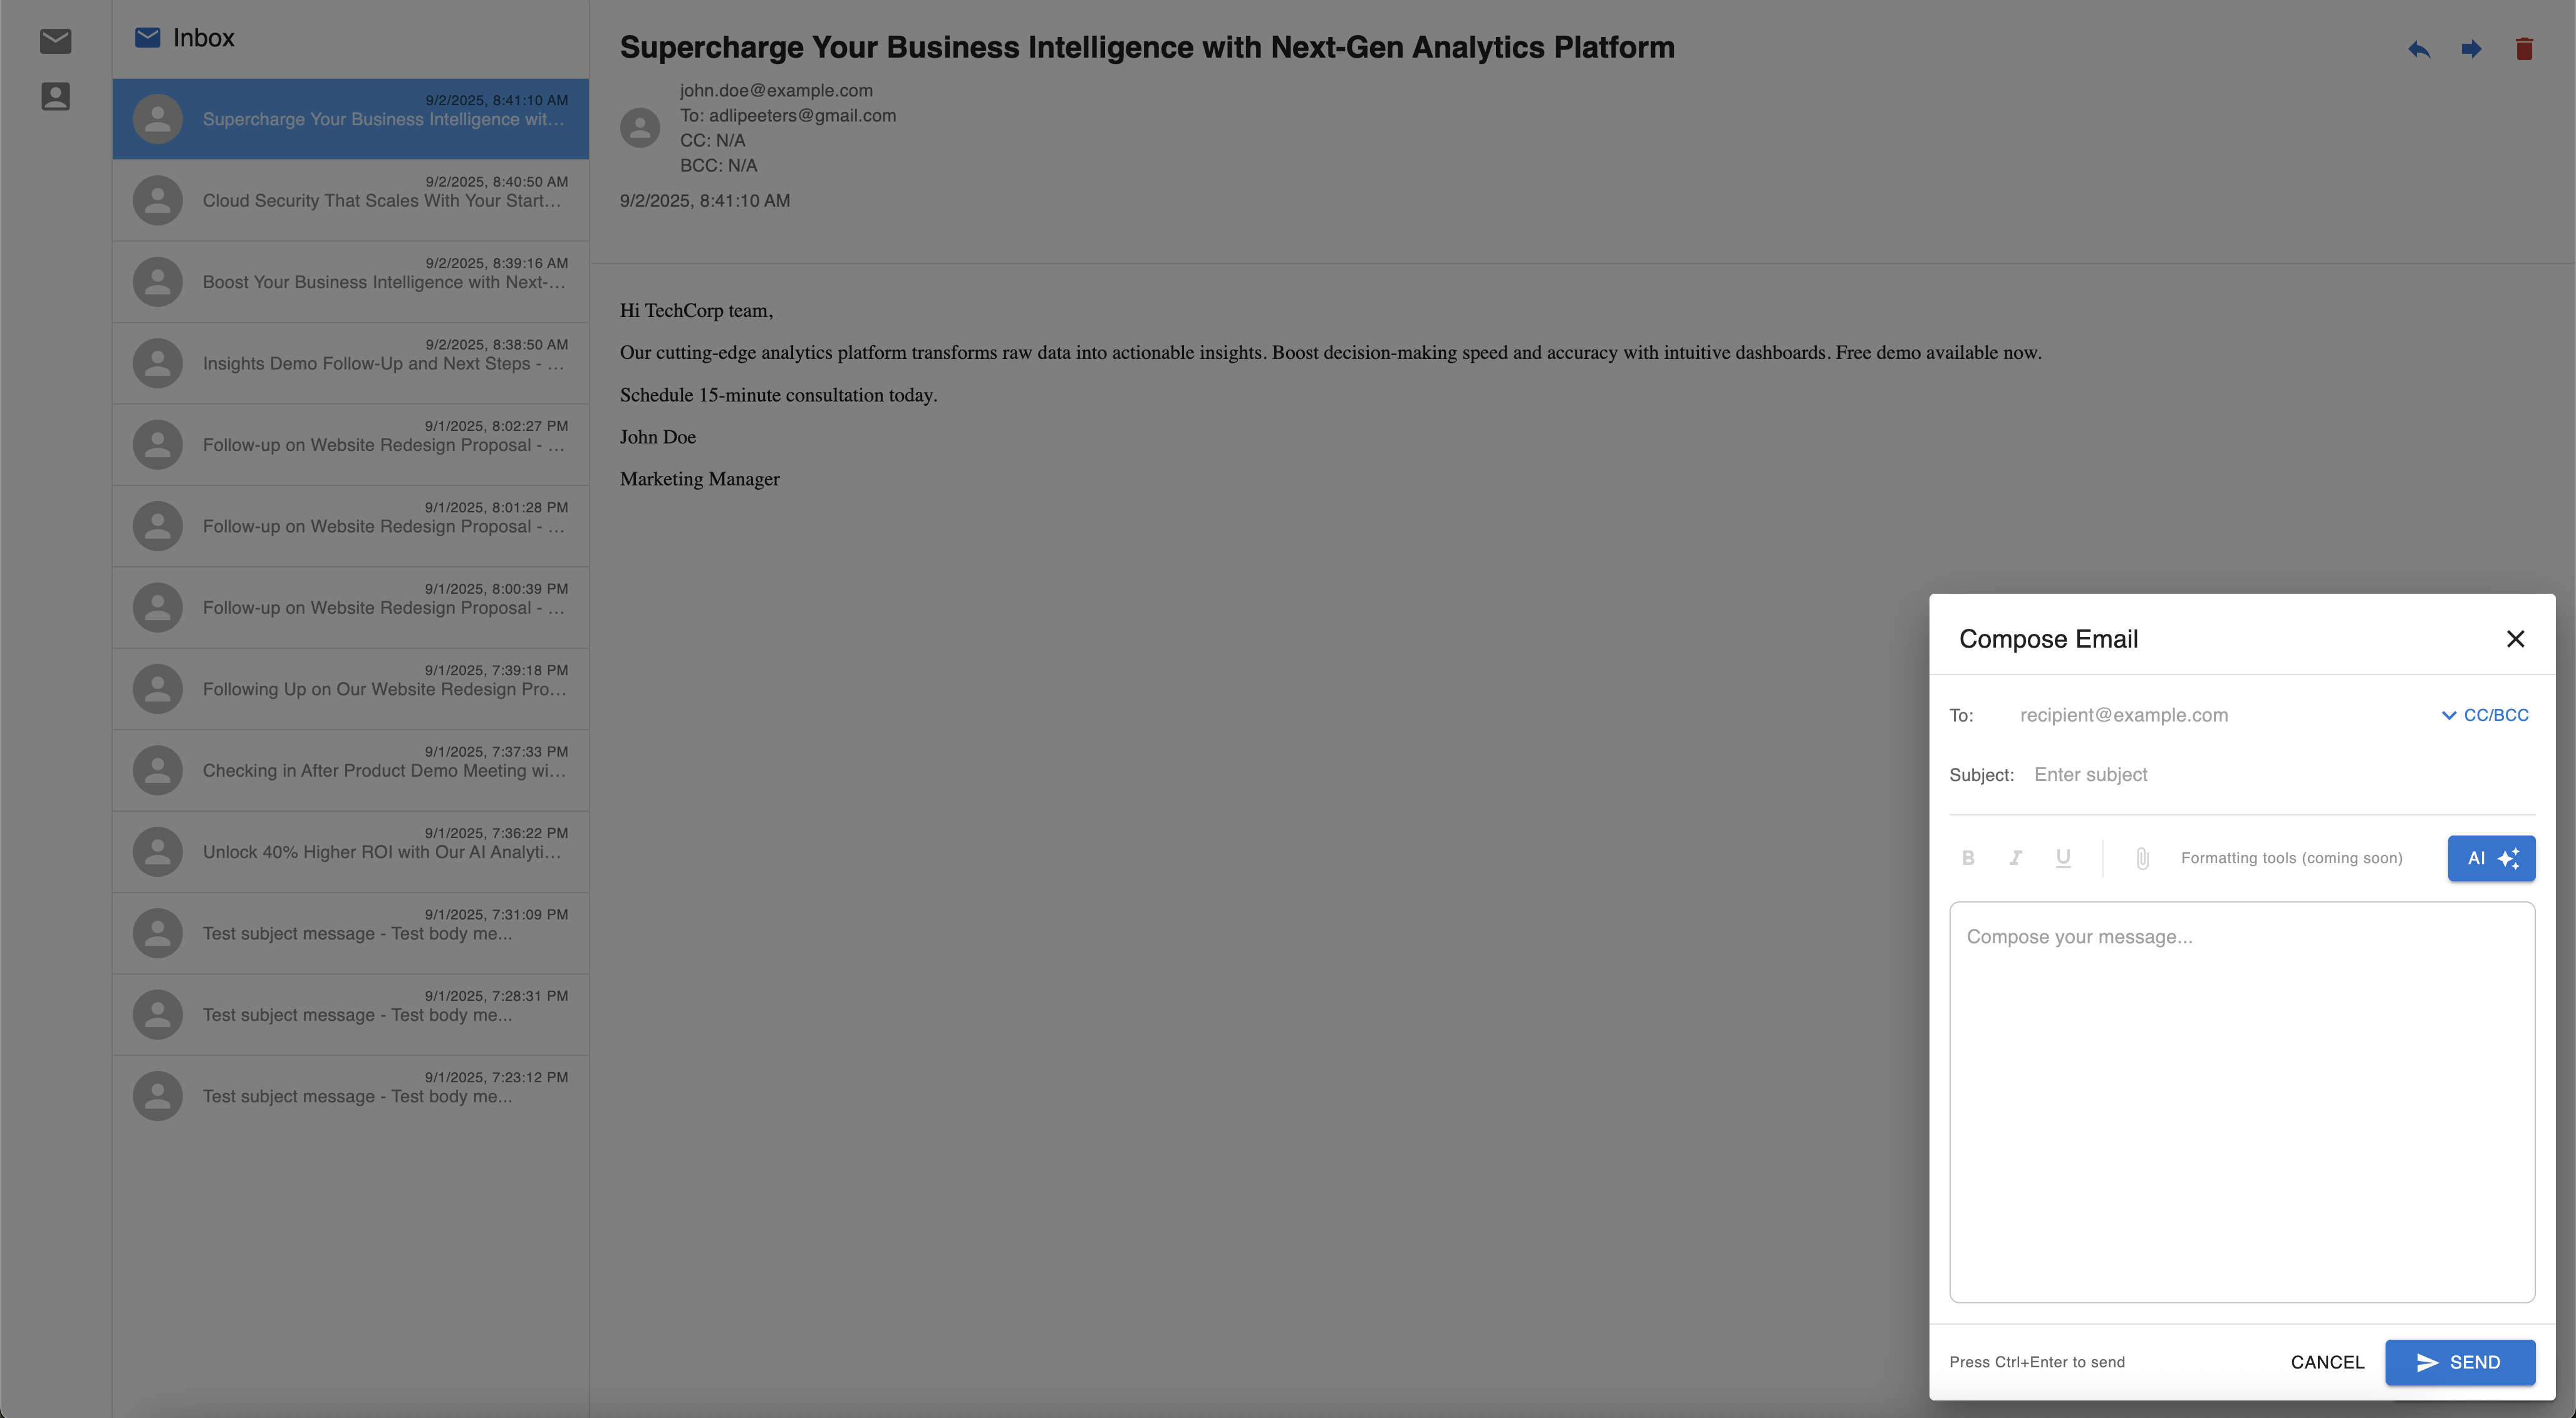 Inbox
9/2/2025, 8:41:10 AM
Supercharge Your Business Intelligence wit...
9/2/2025, 8:40:50 AM
Cloud Security That Scales With Your Start...
9/2/2025, 8:39:16 AM
Boost Your Business Intelligence with Next-...
9/2/2025, 8:38:50 AM
Insights Demo Follow-Up and Next Steps - ...
9/1/2025, 8:02:27 PM
Follow-up on Website Redesign Proposal - ...
9/1/2025, 8:01:28 PM
Follow-up on Website Redesign Proposal - ...
9/1/2025, 8:00:39 PM
Follow-up on Website Redesign Proposal - ...
9/1/2025, 7:39:18 PM
Following Up on Our Website Redesign Pro...
9/1/2025, 7:37:33 PM
Checking in After Product Demo Meeting wi...
9/1/2025, 7:36:22 PM
Unlock 40% Higher ROI with Our AI Analyti...
9/1/2025, 7:31:09 PM
Test subject message - Test body me...
9/1/2025, 7:28:31 PM
Test subject message - Test body me...
9/1/2025, 7:23:12 PM
Test subject message - Test body me...
Supercharge Your Business Intelligence with Next-Gen Analytics Platform
john.doe@example.com
To: adlipeeters@gmail.com
CC: N/A
BCC: N/A
9/2/2025, 8:41:10 AM
Hi TechCorp team,
Our cutting-edge analytics platform transforms raw data into actionable insights. Boost decision-making speed and accuracy with intuitive dashboards. Free demo available now.
Schedule 15-minute consultation today.
John Doe
Marketing Manager
Compose Email
To: recipient@example.com CC/BCC
Subject: Enter subject
B I U Formatting tools (coming soon) AI
Compose your message...
Press Ctrl+Enter to send CANCEL SEND